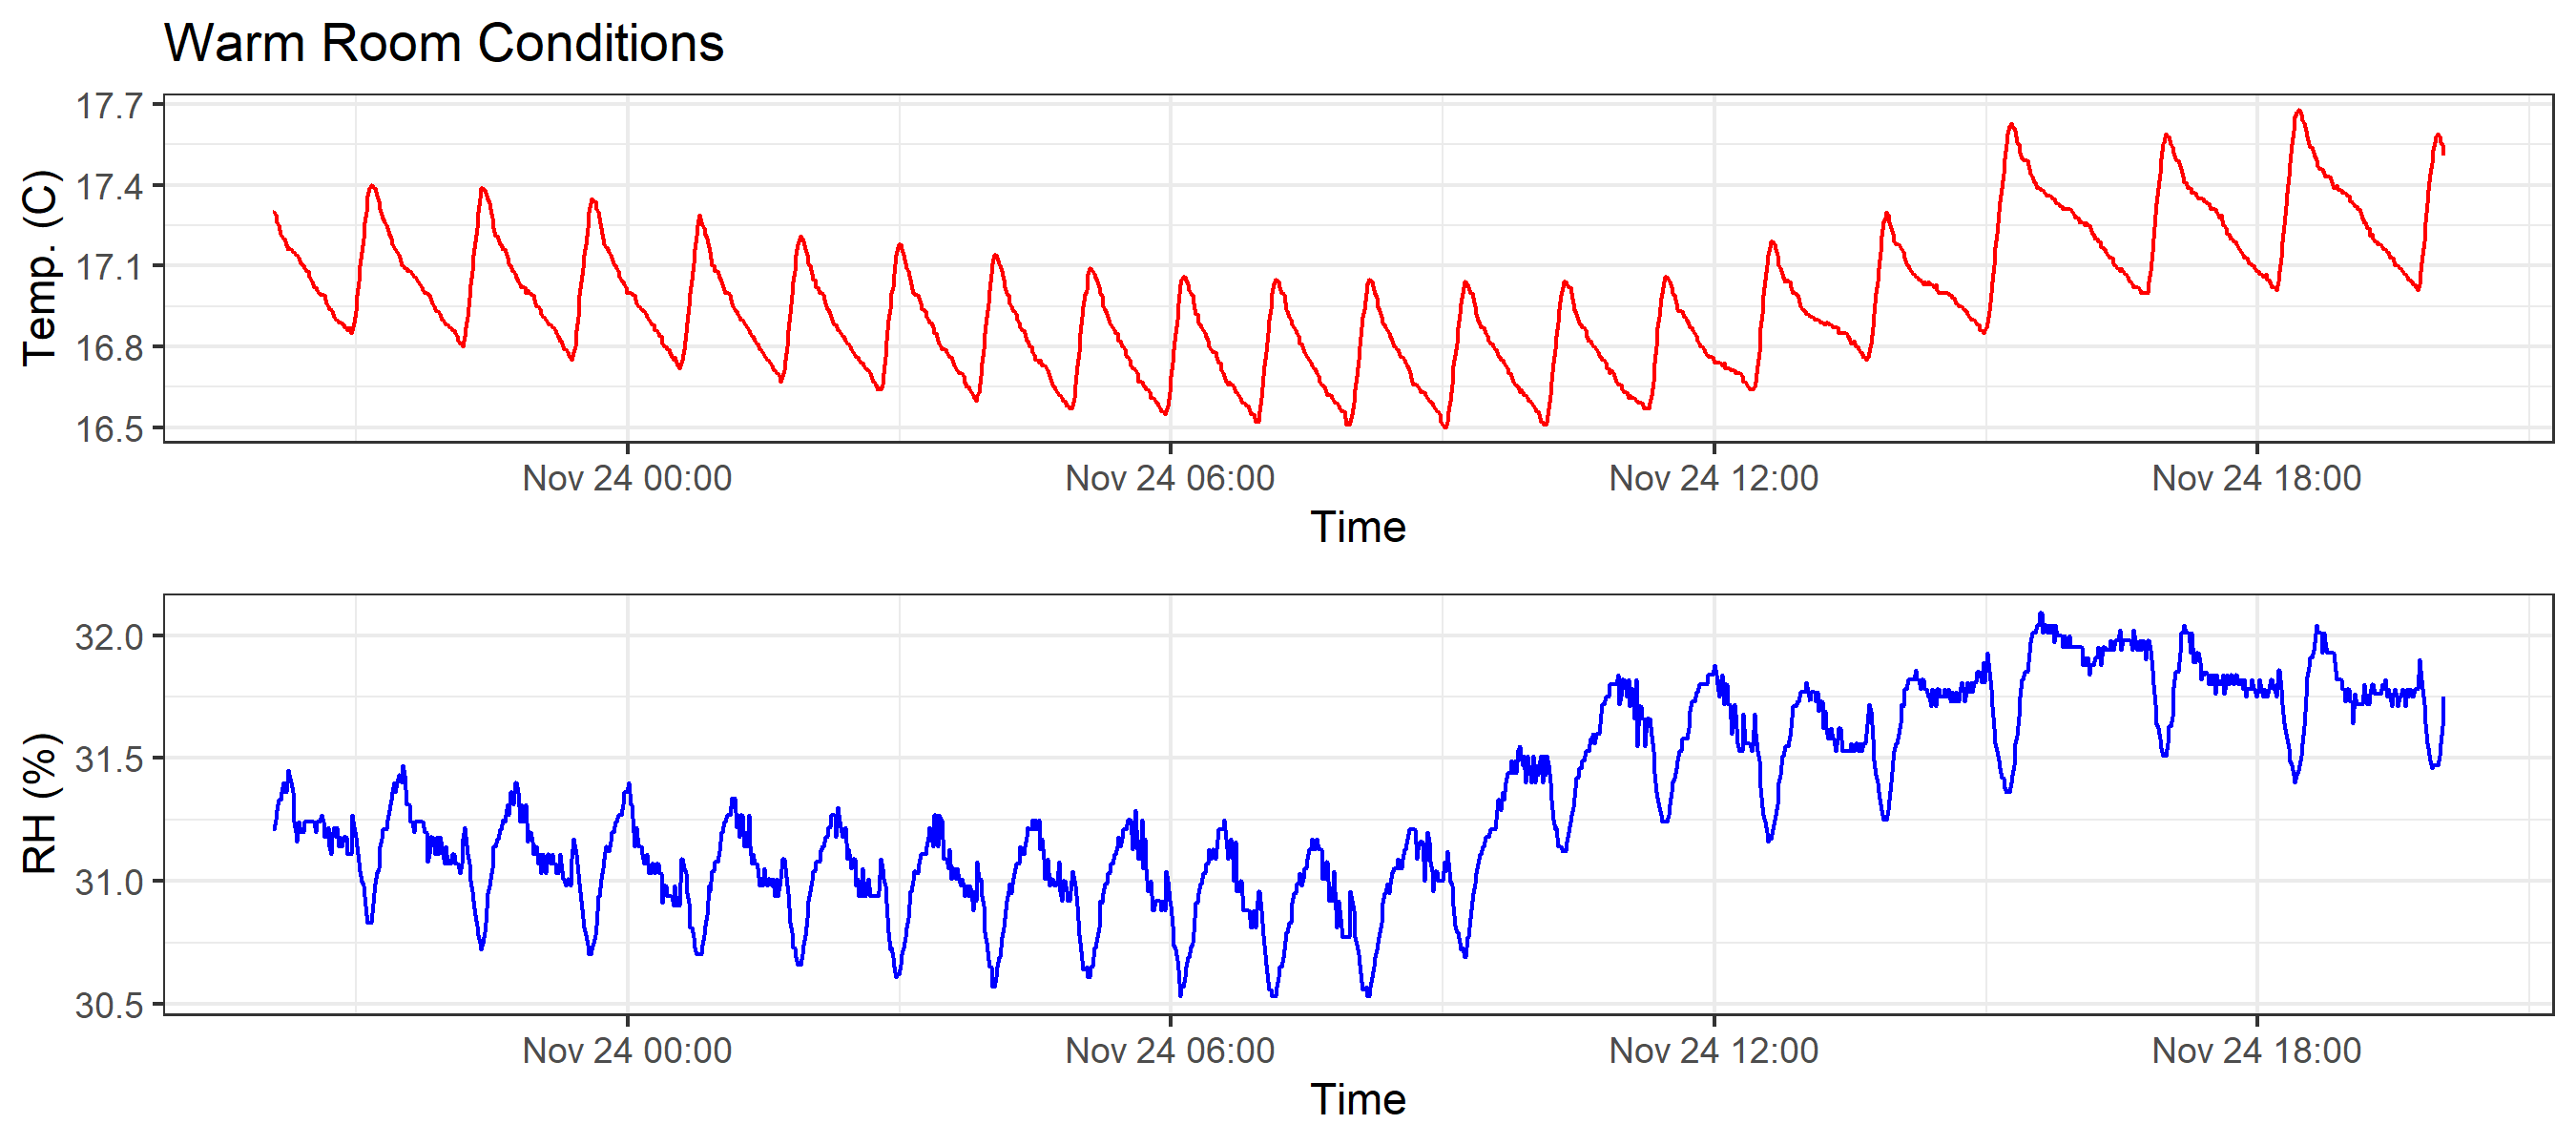 Warm Room Conditions
Temp. (C)
17.7
17.4
17.1
16.8
16.5
Nov 24 00:00 Nov 24 06:00 Nov 24 12:00 Nov 24 18:00
Time
RH (%)
32.0
31.5
31.0
30.5
Nov 24 00:00 Nov 24 06:00 Nov 24 12:00 Nov 24 18:00
Time